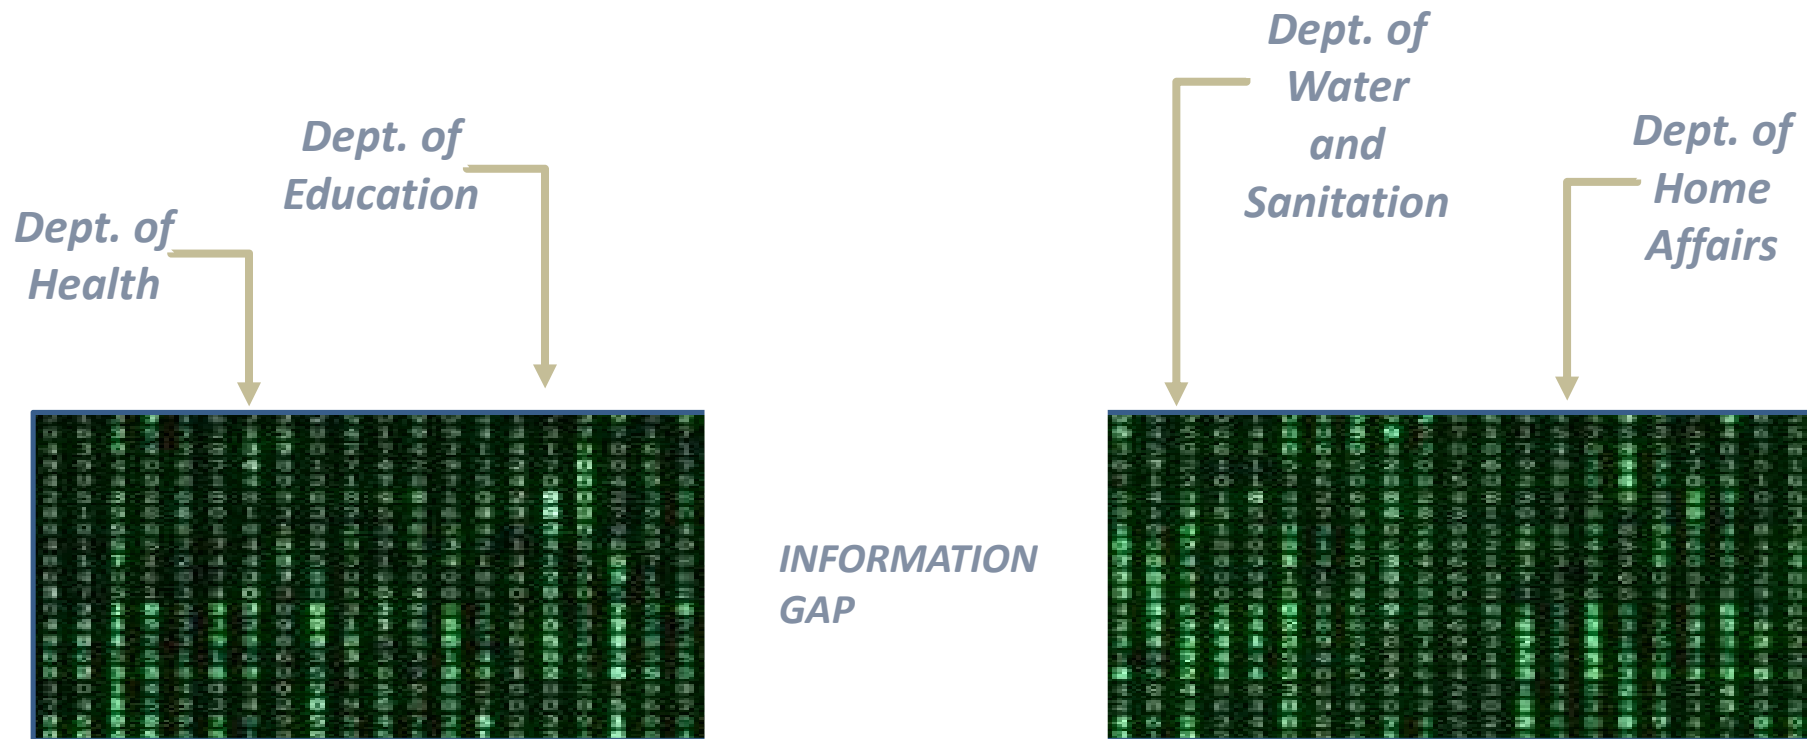 Dept. of
Health
Dept. of
Education
Dept. of
Water
and
Sanitation
Dept. of
Home
Affairs
INFORMATION
GAP